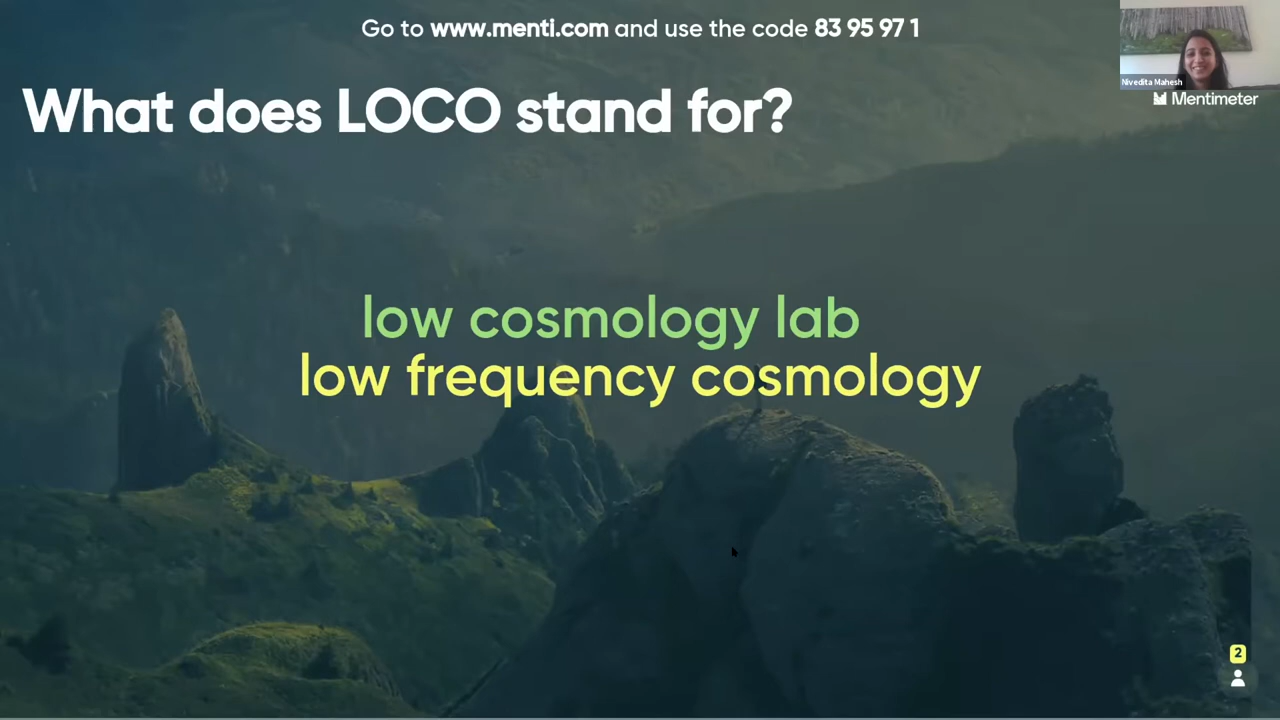 Go to www.menti.com and use the code 83 95 97 1
Nivedita Mahesh
Mentimeter
What does LOCO stand for?
low cosmology lab
low frequency cosmology
2